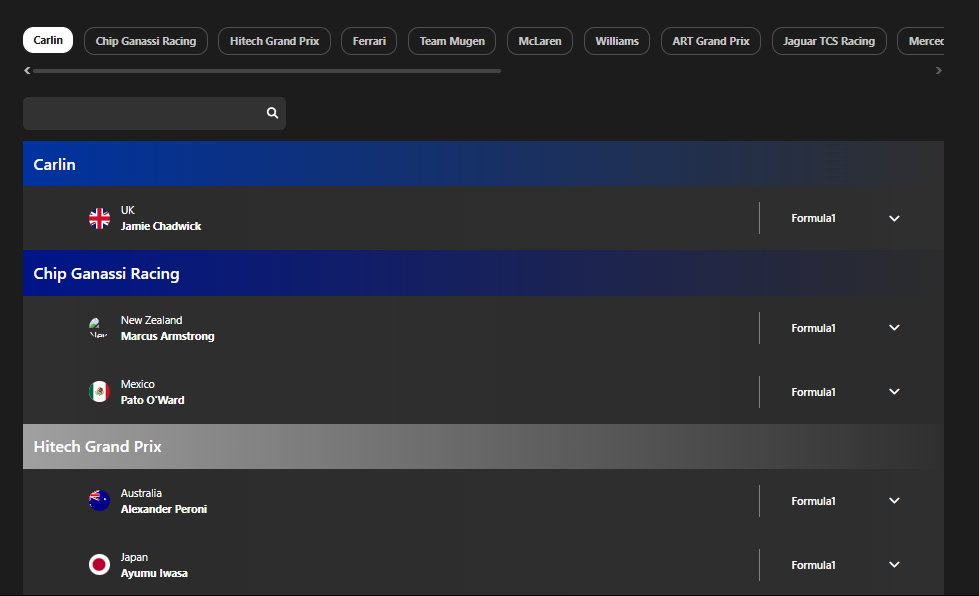 Carlin
Chip Ganassi Racing
Hitech Grand Prix
Ferrari
Team Mugen
McLaren
Williams
ART Grand Prix
Jaguar TCS Racing
Merced
Carlin
UK
Jamie Chadwick
Formula1
Chip Ganassi Racing
New Zealand
Marcus Armstrong
Formula1
Mexico
Pato O'Ward
Formula1
Hitech Grand Prix
Australia
Alexander Peroni
Formula1
Japan
Ayumu Iwasa
Formula1